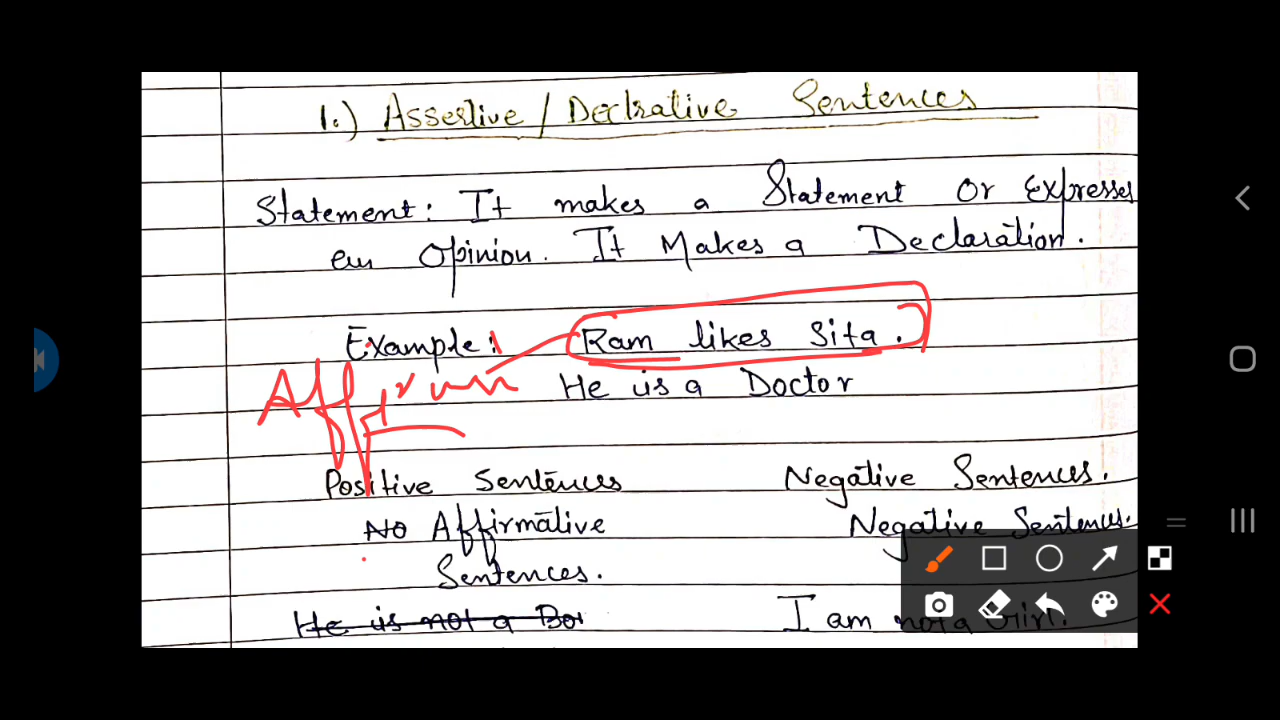 1.) Assertive / Declrative Sentences
Statement: It makes a Statement Or Expresses
an Opinion. It Makes a Declaration.
Example: Ram likes Sita.
Affirm
He is a Doctor
Positive Sentences Negative Sentences.
No Affirmative Negative Sentences.
Sentences.
He is not a Boi I am not a Girl.